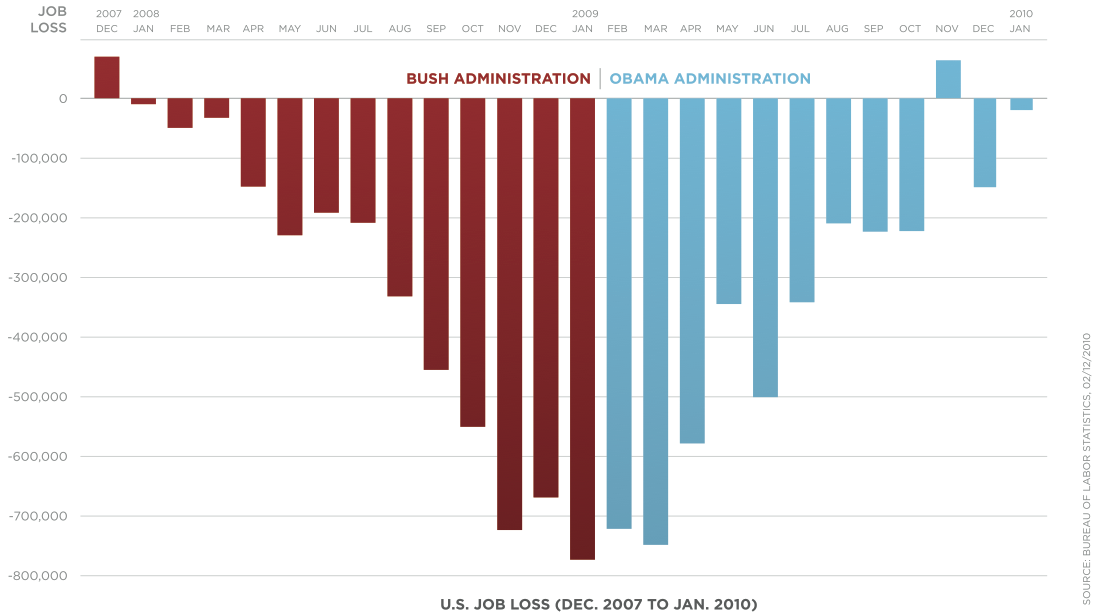 JOB
LOSS
2007 2008 2009 2010
DEC JAN FEB MAR APR MAY JUN JUL AUG SEP OCT NOV DEC JAN FEB MAR APR MAY JUN JUL AUG SEP OCT NOV DEC JAN
BUSH ADMINISTRATION OBAMA ADMINISTRATION
0
-100,000
-200,000
-300,000
-400,000
-500,000
-600,000
-700,000
-800,000
U.S. JOB LOSS (DEC. 2007 TO JAN. 2010)
SOURCE: BUREAU OF LABOR STATISTICS, 02/12/2010